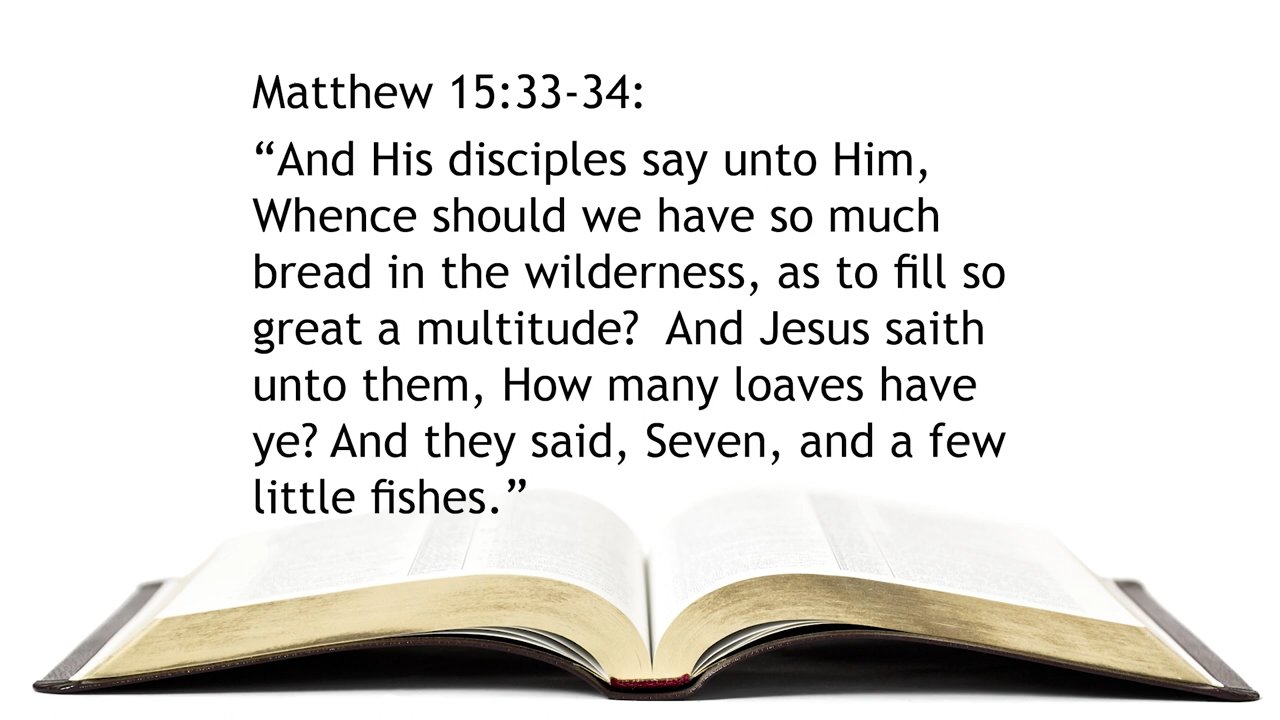 Matthew 15:33-34:
“And His disciples say unto Him,
Whence should we have so much
bread in the wilderness, as to fill so
great a multitude?  And Jesus saith
unto them, How many loaves have
ye? And they said, Seven, and a few
little fishes.”